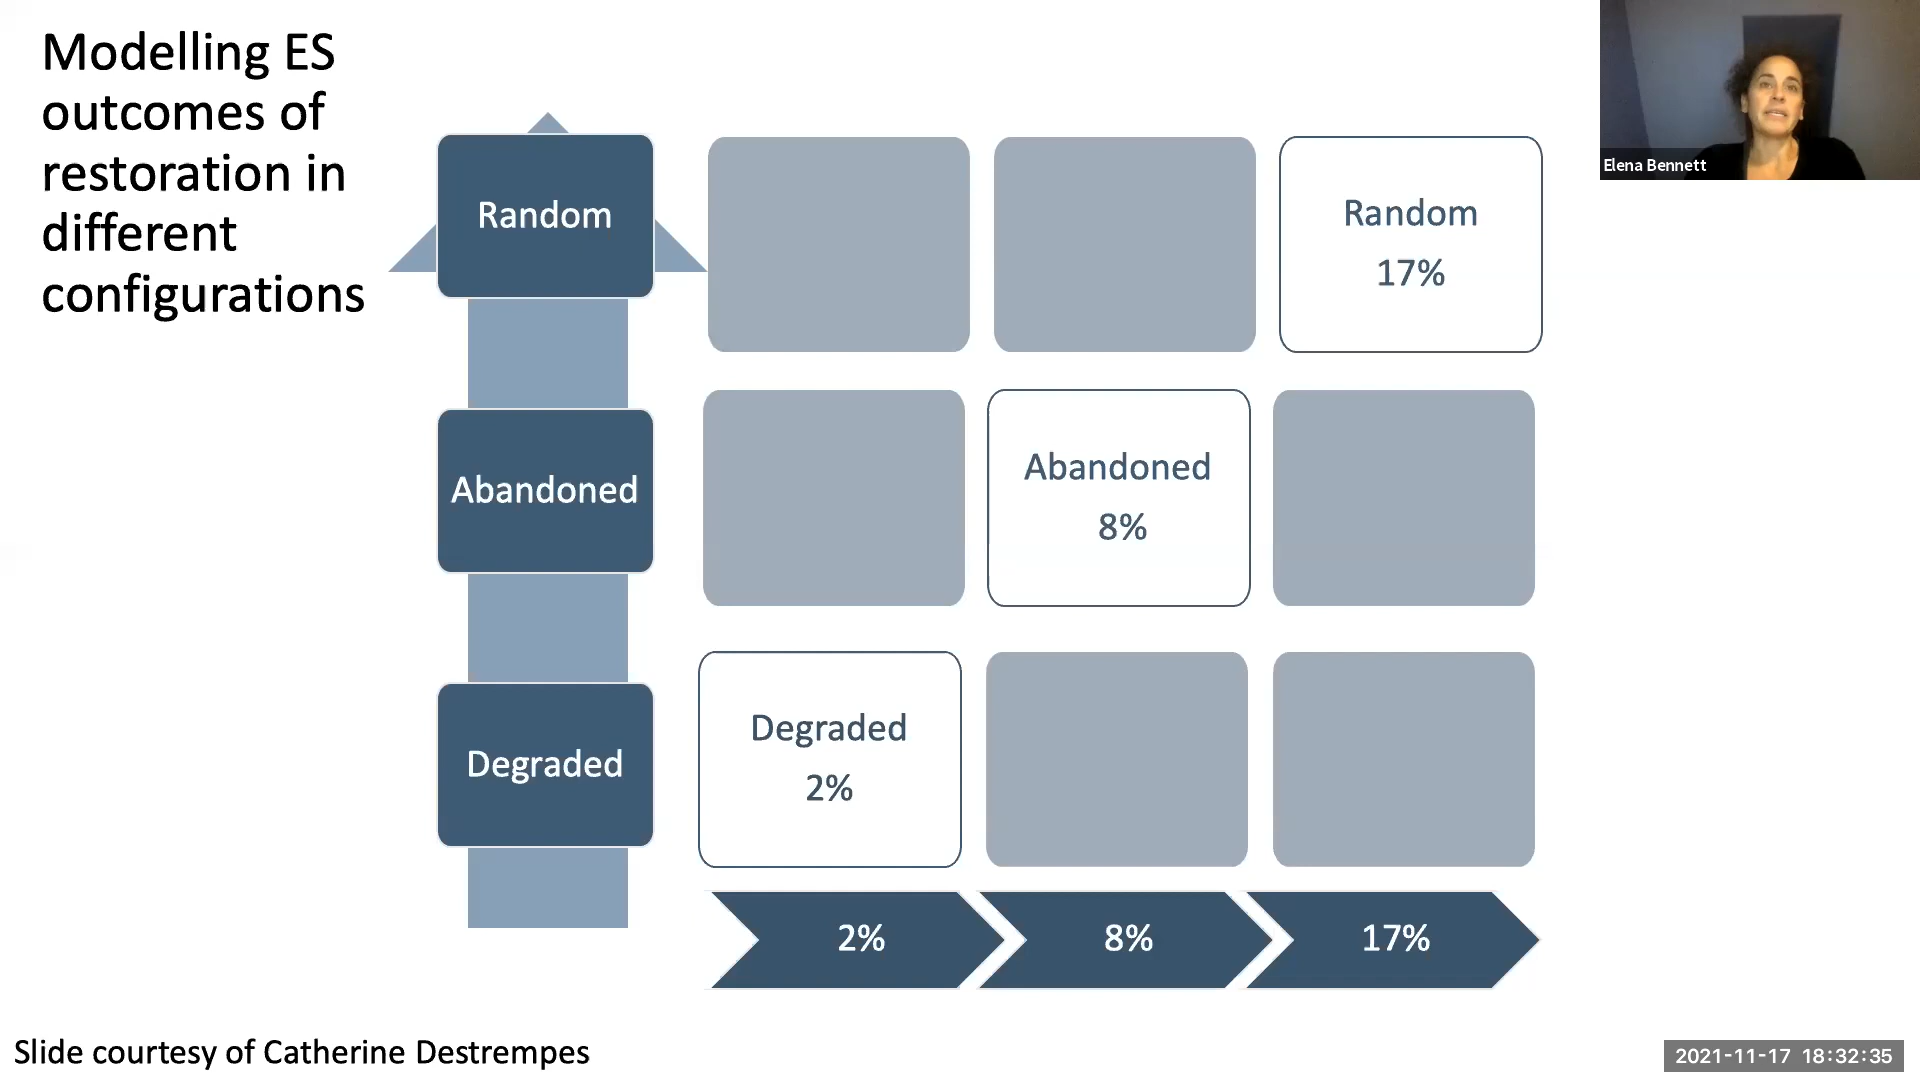 Modelling ES
outcomes of
restoration in
different
configurations
Elena Bennett
Random
Random
17%
Abandoned
Abandoned
8%
Degraded
Degraded
2%
2%
8%
17%
Slide courtesy of Catherine Destrempes
2021-11-17 18:32:35